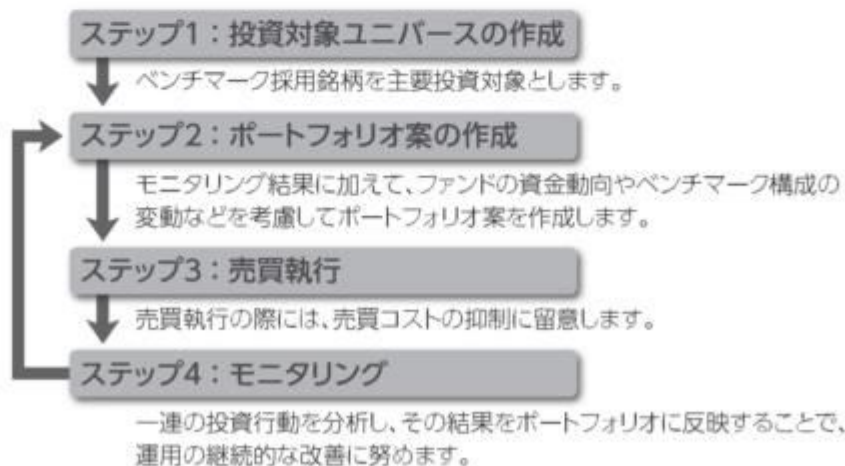 ステップ1：投資対象ユニバースの作成
ベンチマーク採用銘柄を主要投資対象とします。
ステップ2：ポートフォリオ案の作成
モニタリング結果に加えて、ファンドの資金動向やベンチマーク構成の
変動などを考慮してポートフォリオ案を作成します。
ステップ3：売買執行
売買執行の際には、売買コストの抑制に留意します。
ステップ4：モニタリング
一連の投資行動を分析し、その結果をポートフォリオに反映することで、
運用の継続的な改善に努めます。